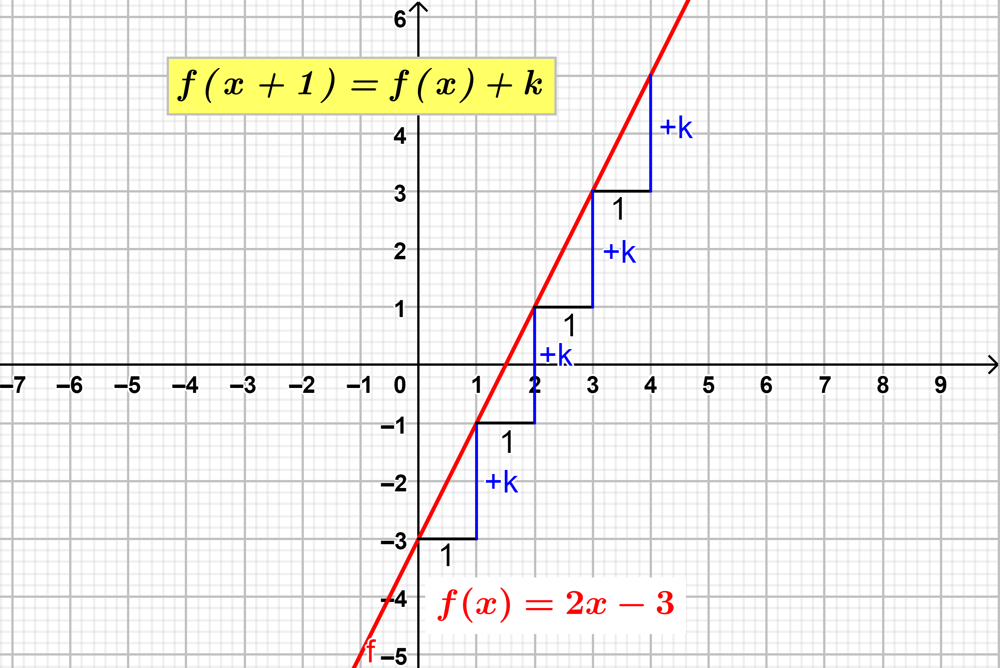 6
f(x + 1) = f(x) + k
+k
4
3
1
+k
2
1
1
+k
–7 –6 –5 –4 –3 –2 –1 0 1 2 3 4 5 6 7 8 9
–1
1
+k
–2
–3
1
–4
f(x) = 2x − 3
f
–5